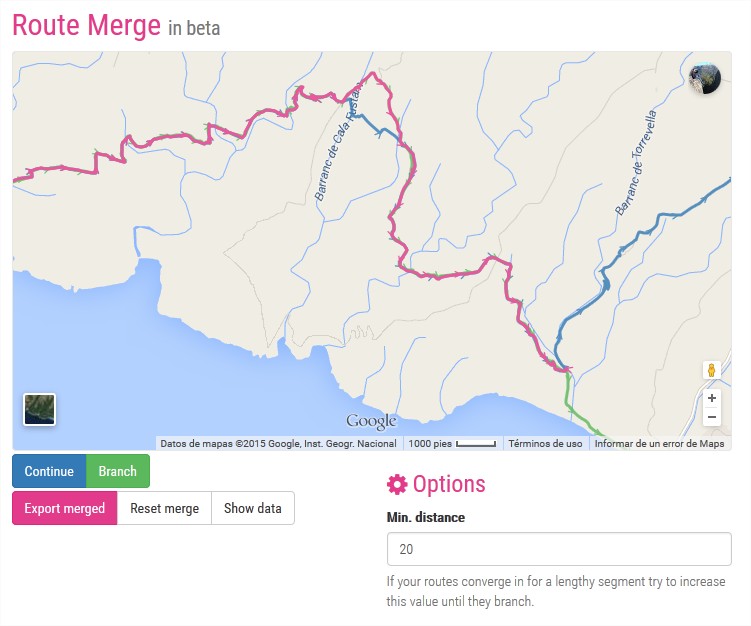 Route Merge in beta
Barranc de Cala Fustam
Barranc de Torrevella
Google
+
−
Datos de mapas ©2015 Google, Inst. Geogr. Nacional 1000 pies Términos de uso Informar de un error de Maps
Continue Branch
Export merged Reset merge Show data
Options
Min. distance
20
If your routes converge in for a lengthy segment try to increase
this value until they branch.